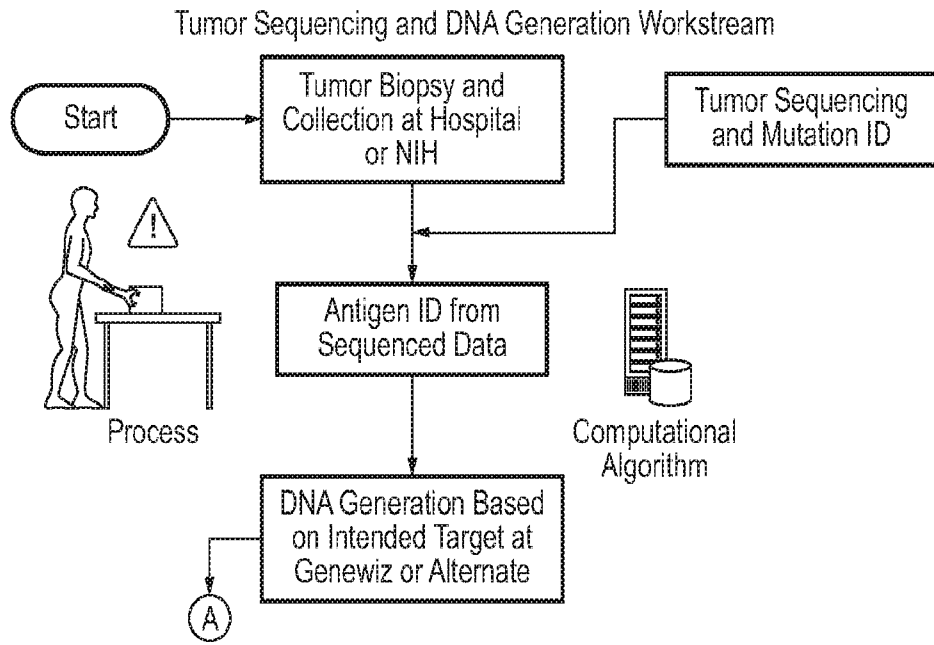 Tumor Sequencing and DNA Generation Workstream
Start
Tumor Biopsy and
Collection at Hospital
or NIH
Tumor Sequencing
and Mutation ID
!
Antigen ID from
Sequenced Data
Process
Computational
Algorithm
DNA Generation Based
on Intended Target at
Genewiz or Alternate
A